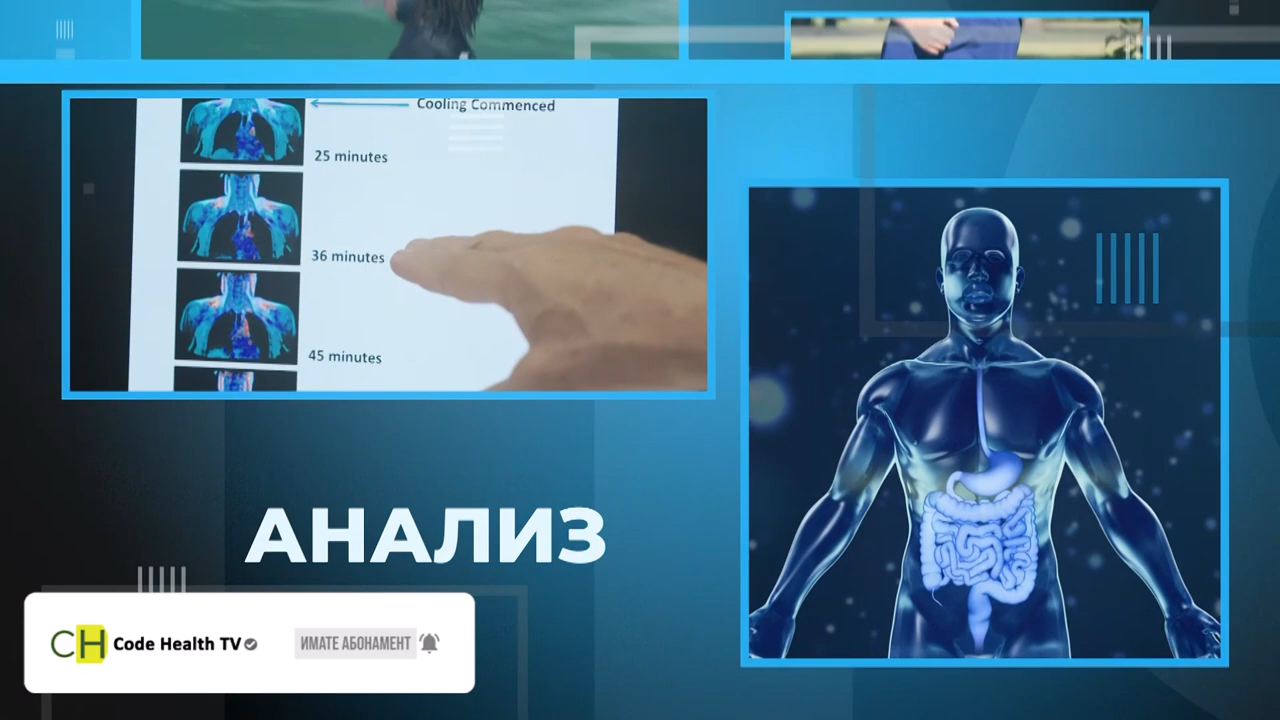 Cooling Commenced
25 minutes
36 minutes
45 minutes
АНАЛИЗ
CH Code Health TV
ИМАТЕ АБОНАМЕНТ